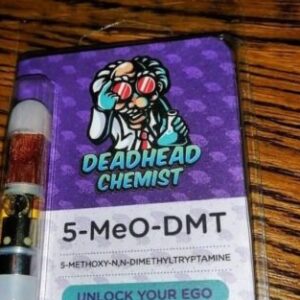 DEADHEAD
CHEMIST
5-MeO-DMT
5-METHOXY-N,N-DIMETHYLTRYPTAMINE
UNLOCK YOUR EGO